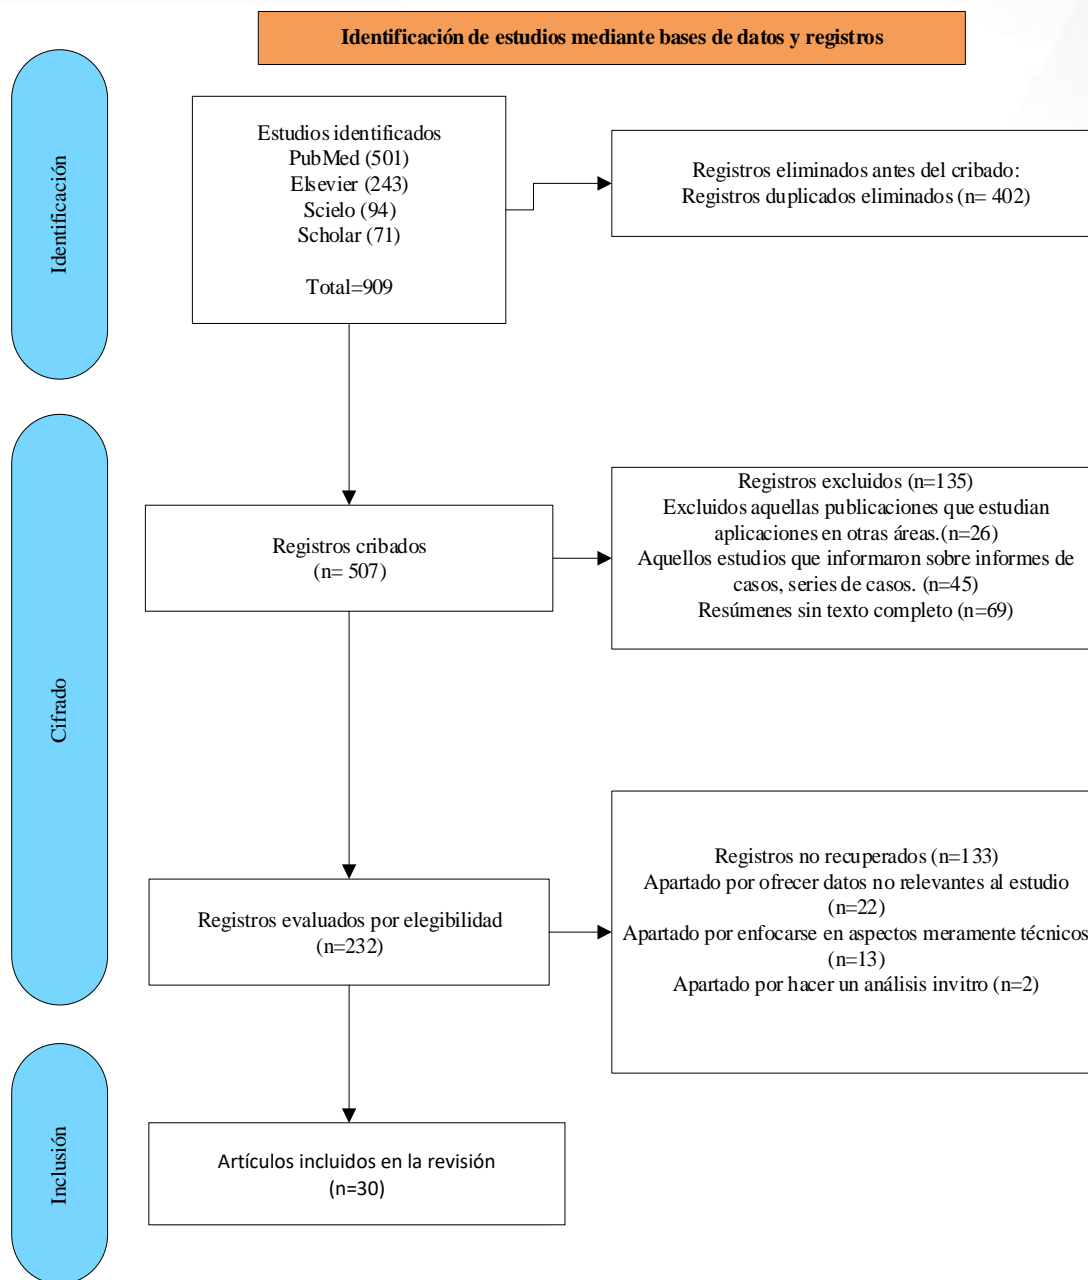 Identificación de estudios mediante bases de datos y registros
Identificación
Estudios identificados
PubMed (501)
Elsevier (243)
Scielo (94)
Scholar (71)
Total=909
Registros eliminados antes del cribado:
Registros duplicados eliminados (n= 402)
Cifrado
Registros cribados
(n= 507)
Registros excluidos (n=135)
Excluidos aquellas publicaciones que estudian
aplicaciones en otras áreas.(n=26)
Aquellos estudios que informaron sobre informes de
casos, series de casos. (n=45)
Resúmenes sin texto completo (n=69)
Registros evaluados por elegibilidad
(n=232)
Registros no recuperados (n=133)
Apartado por ofrecer datos no relevantes al estudio
(n=22)
Apartado por enfocarse en aspectos meramente técnicos
(n=13)
Apartado por hacer un análisis invitro (n=2)
Inclusión
Artículos incluidos en la revisión
(n=30)